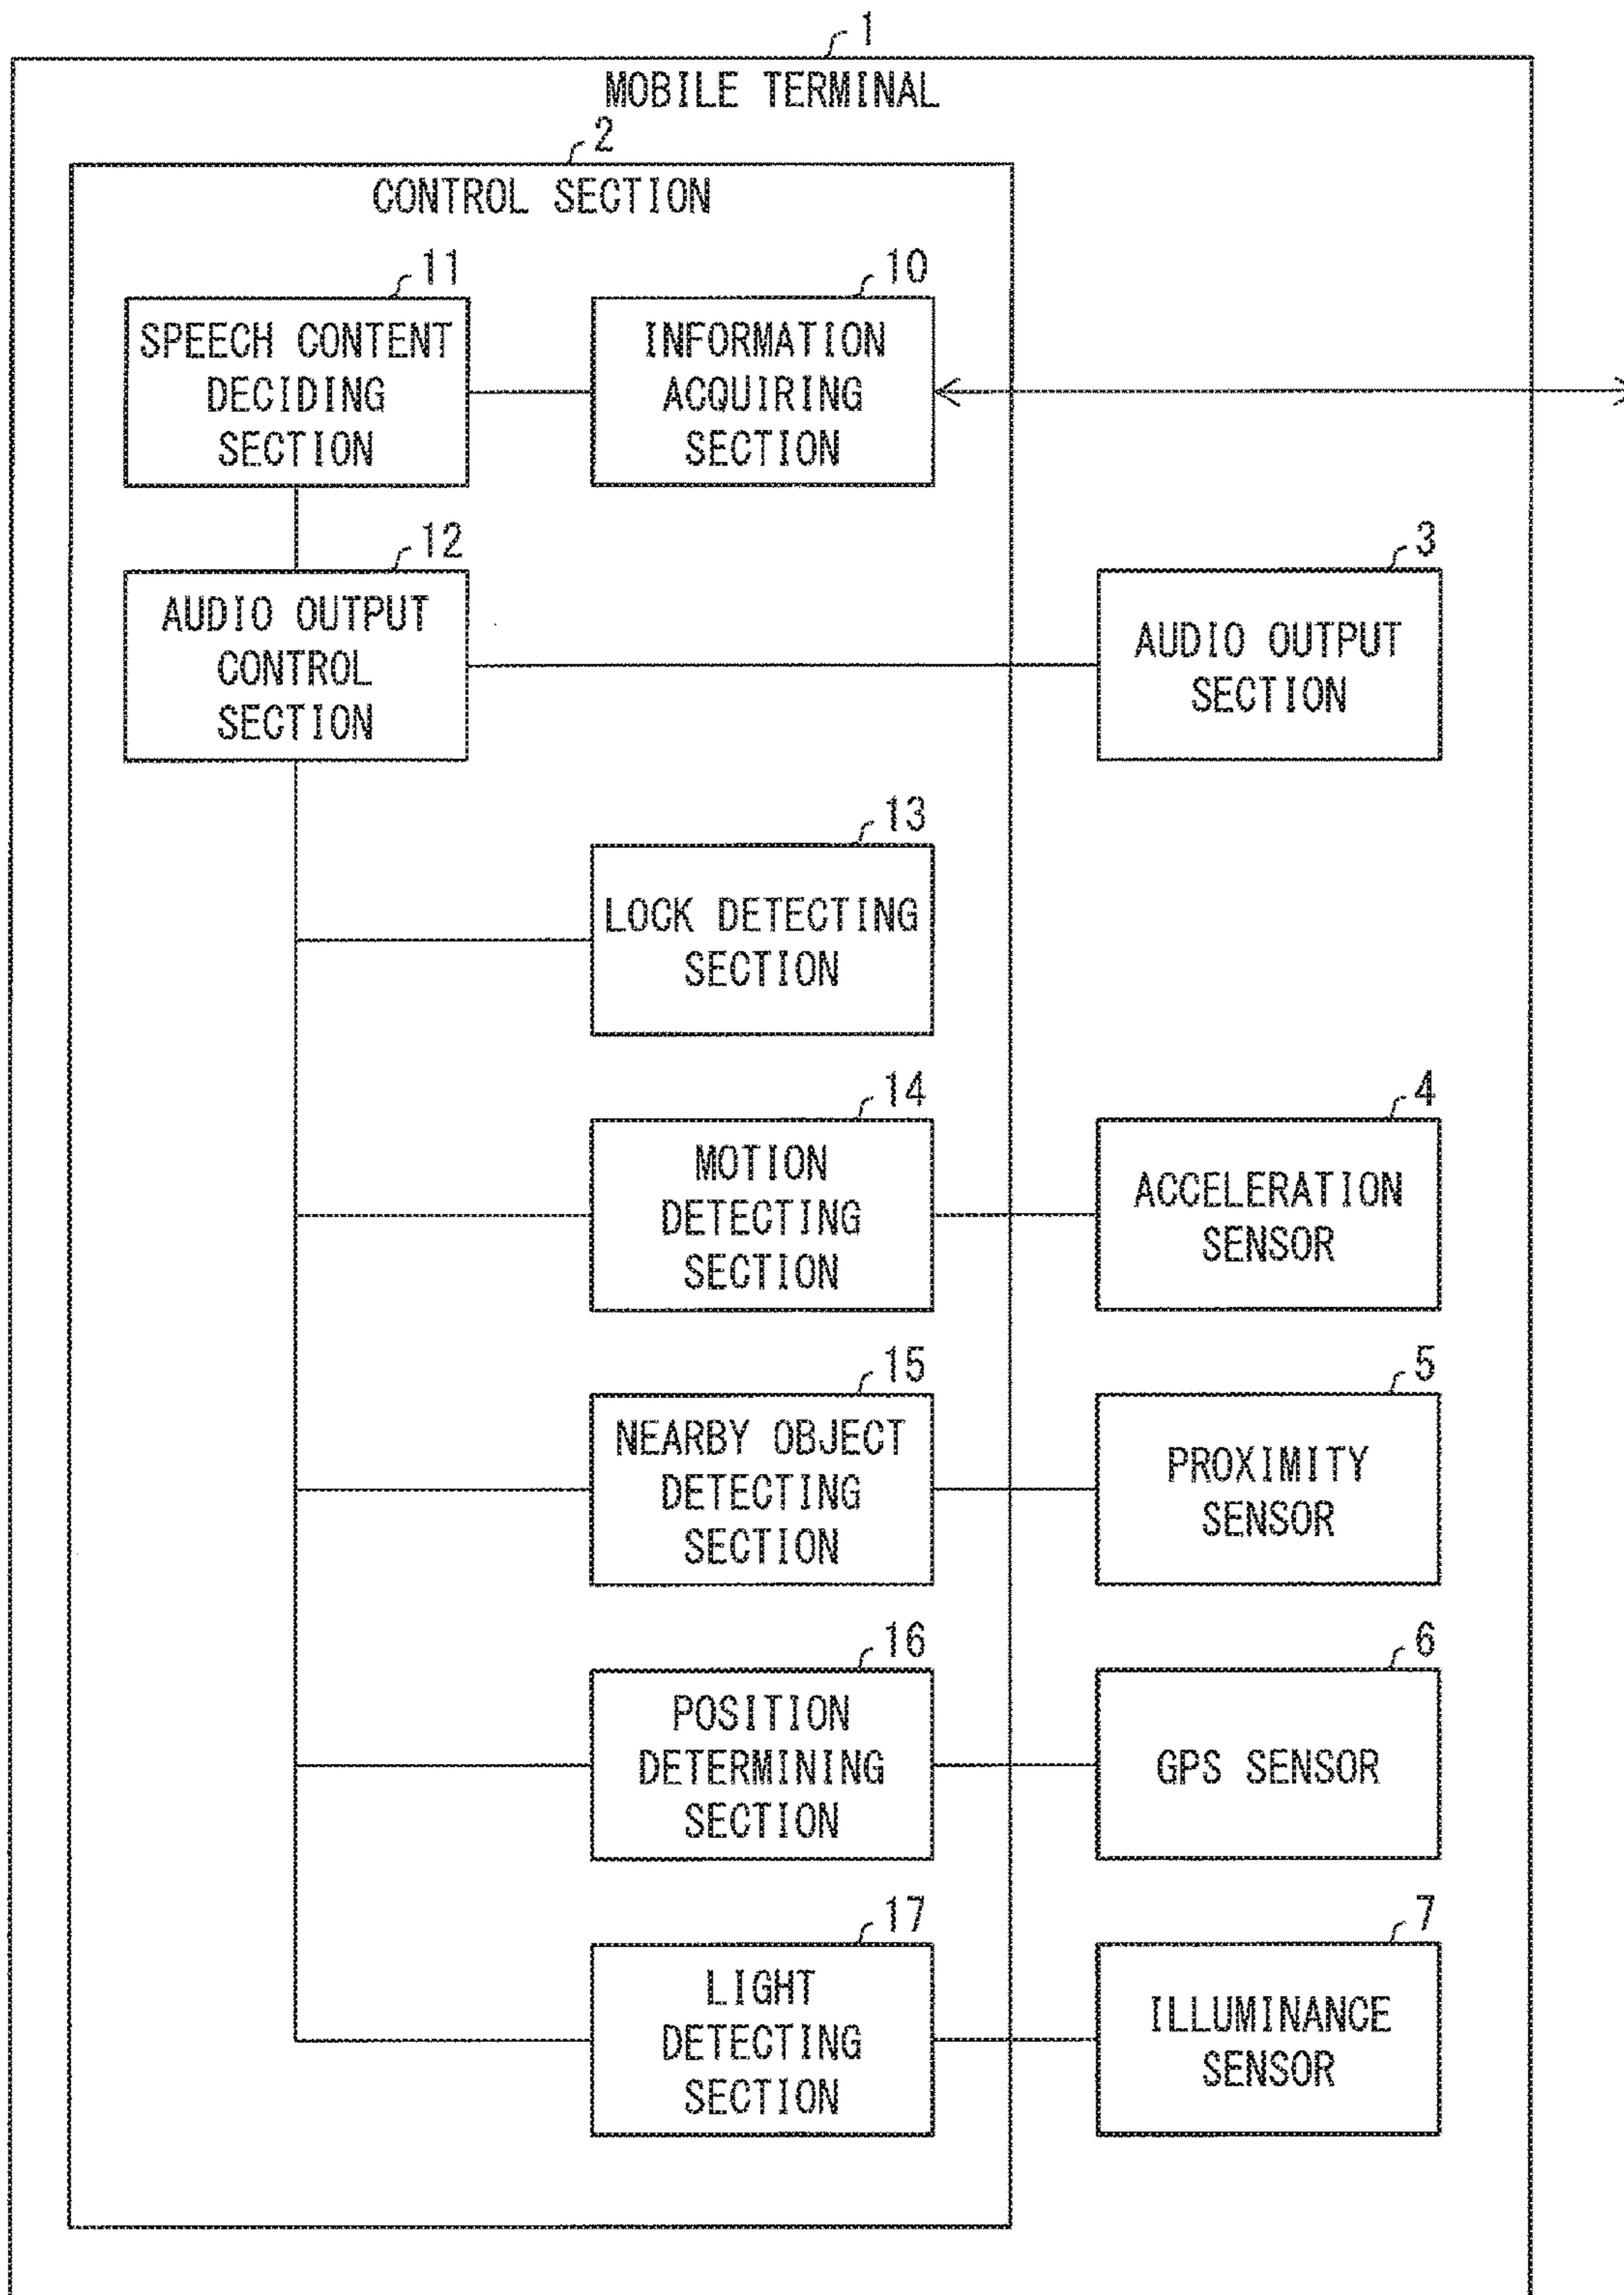 1
MOBILE TERMINAL
2
CONTROL SECTION
11
SPEECH CONTENT
DECIDING
SECTION
10
INFORMATION
ACQUIRING
SECTION
12
AUDIO OUTPUT
CONTROL
SECTION
3
AUDIO OUTPUT
SECTION
13
LOCK DETECTING
SECTION
14
MOTION
DETECTING
SECTION
4
ACCELERATION
SENSOR
15
NEARBY OBJECT
DETECTING
SECTION
5
PROXIMITY
SENSOR
16
POSITION
DETERMINING
SECTION
6
GPS SENSOR
17
LIGHT
DETECTING
SECTION
7
ILLUMINANCE
SENSOR